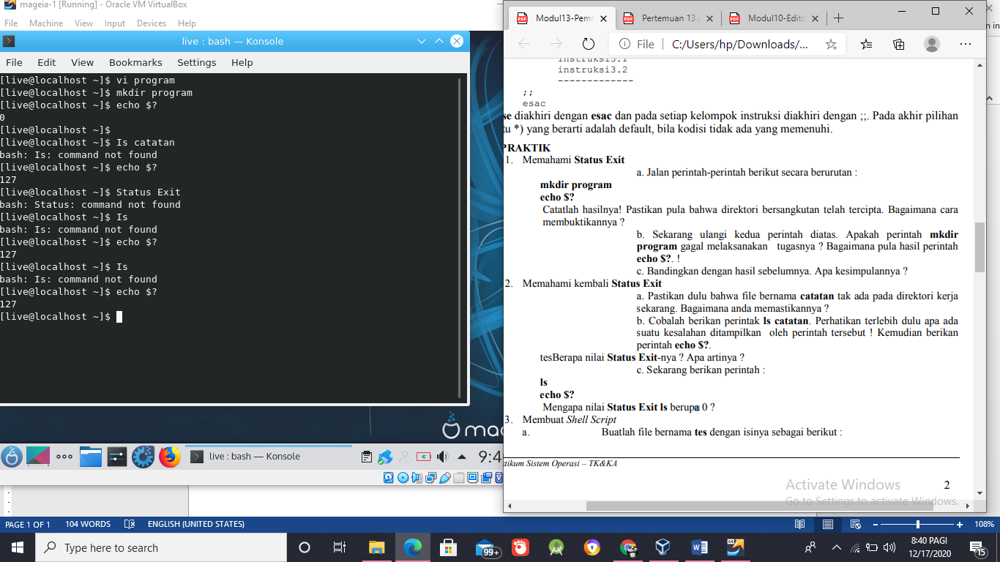 mageia-1 [Running] - Oracle VM VirtualBox
File Machine View Input Devices Help
live : bash — Konsole
File Edit View Bookmarks Settings Help
[live@localhost ~]$ vi program
[live@localhost ~]$ mkdir program
[live@localhost ~]$ echo $?
0
[live@localhost ~]$
[live@localhost ~]$ Is catatan
bash: Is: command not found
[live@localhost ~]$ echo $?
127
[live@localhost ~]$ Status Exit
bash: Status: command not found
[live@localhost ~]$ Is
bash: Is: command not found
[live@localhost ~]$ echo $?
127
[live@localhost ~]$ Is
bash: Is: command not found
[live@localhost ~]$ echo $?
127
[live@localhost ~]$
live : bash — Konsole
9:4
Modul13-Pem
Pertemuan 13.
Modul10-Edit
File C:/Users/hp/Downloads/...
instruksi3.1
instruksi3.2
-------------
;;
esac
se diakhiri dengan esac dan pada setiap kelompok instruksi diakhiri dengan ;;. Pada akhir pilihan
tu *) yang berarti adalah default, bila kodisi tidak ada yang memenuhi.
PRAKTIK
1. Memahami Status Exit
a. Jalan perintah-perintah berikut secara berurutan :
mkdir program
echo $?
Catatlah hasilnya! Pastikan pula bahwa direktori bersangkutan telah tercipta. Bagaimana cara
membuktikannya ?
b. Sekarang ulangi kedua perintah diatas. Apakah perintah mkdir
program gagal melaksanakan tugasnya ? Bagaimana pula hasil perintah
echo $?. !
c. Bandingkan dengan hasil sebelumnya. Apa kesimpulannya ?
2. Memahami kembali Status Exit
a. Pastikan dulu bahwa file bernama catatan tak ada pada direktori kerja
sekarang. Bagaimana anda memastikannya ?
b. Cobalah berikan perintak ls catatan. Perhatikan terlebih dulu apa ada
suatu kesalahan ditampilkan oleh perintah tersebut ! Kemudian berikan
perintah echo $?.
tesBerapa nilai Status Exit-nya ? Apa artinya ?
c. Sekarang berikan perintah :
ls
echo $?
Mengapa nilai Status Exit ls berupa 0 ?
3. Membuat Shell Script
a. Buatlah file bernama tes dengan isinya sebagai berikut :
tikum Sistem Operasi – TK&KA
2
Activate Windows
Go to Settings to activate Windows.
n in
PAGE 1 OF 1 104 WORDS ENGLISH (UNITED STATES) 108%
Type here to search
99+
64
8:40 PAGI
12/17/2020
15